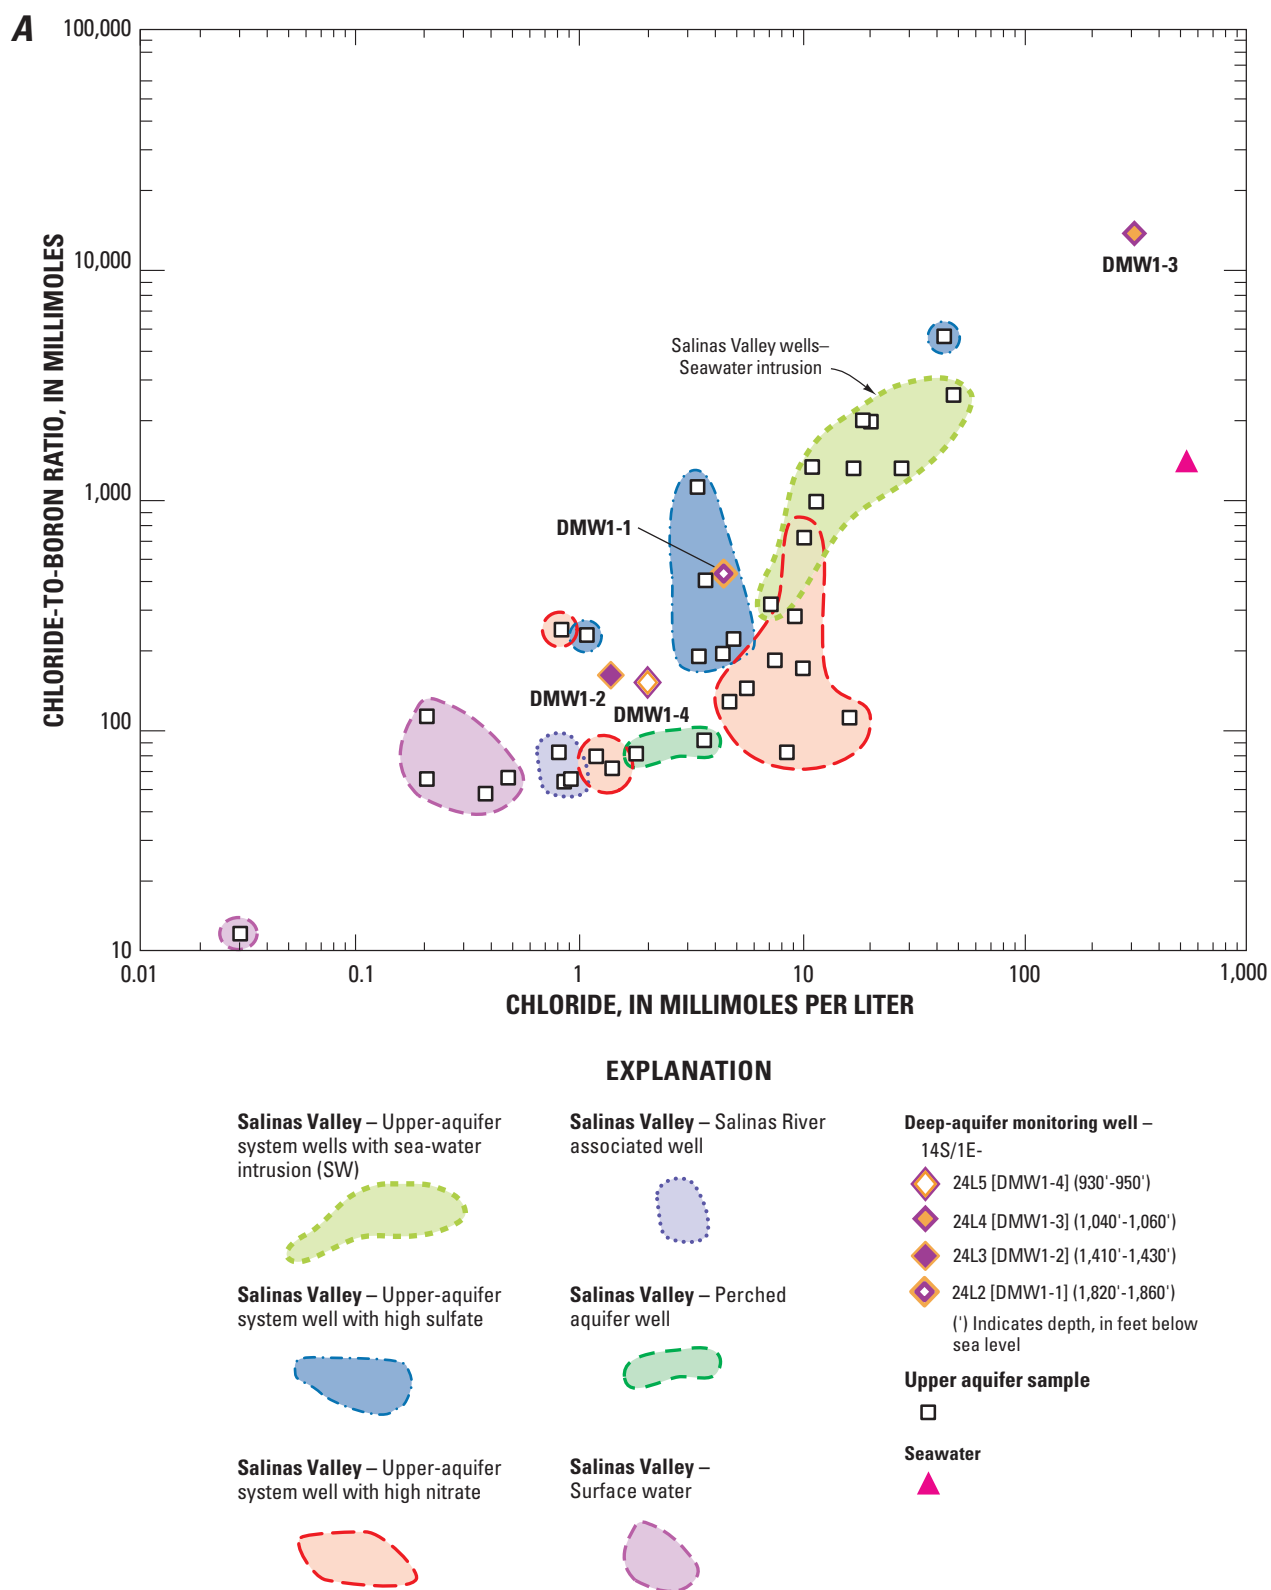 A
100,000
10,000
1,000
100
10
CHLORIDE-TO-BORON RATIO, IN MILLIMOLES
DMW1-3
Salinas Valley wells–
Seawater intrusion
DMW1-1
DMW1-2
DMW1-4
0.01
0.1
1
10
100
1,000
CHLORIDE, IN MILLIMOLES PER LITER
EXPLANATION
Salinas Valley – Upper-aquifer
system wells with sea-water
intrusion (SW)
Salinas Valley – Upper-aquifer
system well with high sulfate
Salinas Valley – Upper-aquifer
system well with high nitrate
Salinas Valley – Salinas River
associated well
Salinas Valley – Perched
aquifer well
Salinas Valley –
Surface water
Deep-aquifer monitoring well –
14S/1E-
24L5 [DMW1-4] (930'-950')
24L4 [DMW1-3] (1,040'-1,060')
24L3 [DMW1-2] (1,410'-1,430')
24L2 [DMW1-1] (1,820'-1,860')
(') Indicates depth, in feet below
sea level
Upper aquifer sample
Seawater